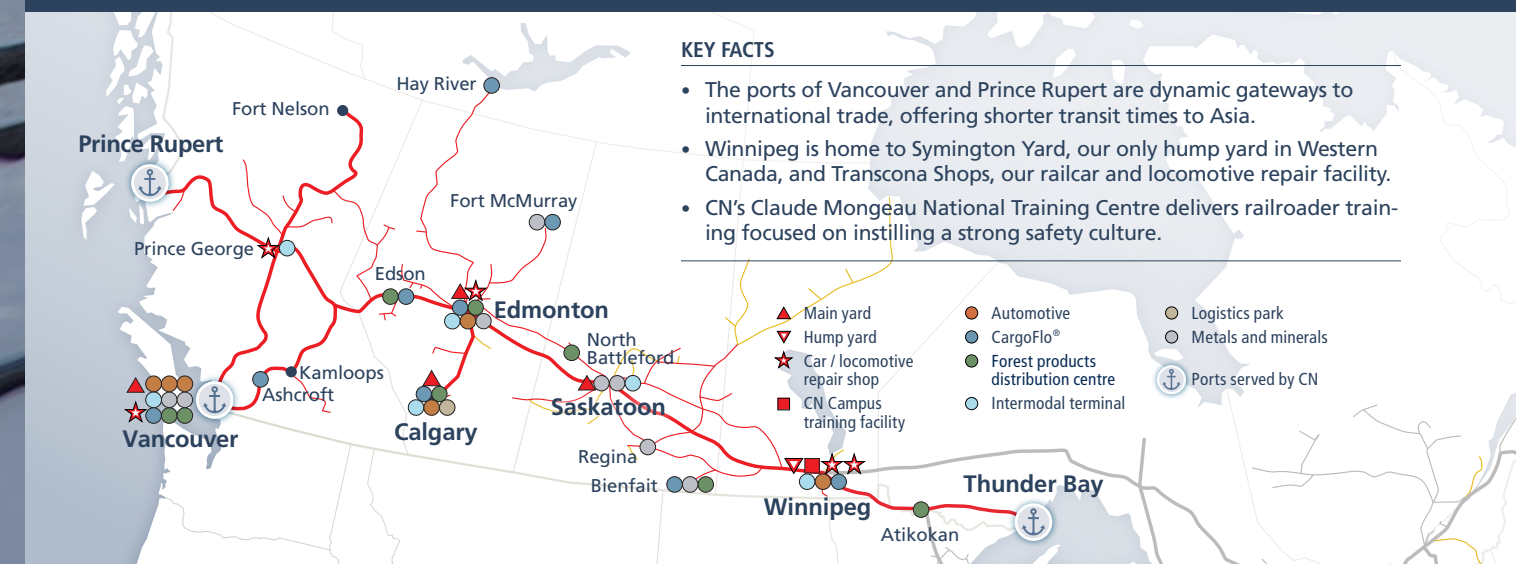 KEY FACTS
• The ports of Vancouver and Prince Rupert are dynamic gateways to
international trade, offering shorter transit times to Asia.
• Winnipeg is home to Symington Yard, our only hump yard in Western
Canada, and Transcona Shops, our railcar and locomotive repair facility.
• CN's Claude Mongeau National Training Centre delivers railroader train-
ing focused on instilling a strong safety culture.
Hay River
Fort Nelson
Prince Rupert
Fort McMurray
Prince George
Edson
Edmonton
North
Battleford
Kamloops
Ashcroft
Vancouver
Calgary
Saskatoon
Regina
Bienfait
Winnipeg
Thunder Bay
Atikokan
Main yard
Hump yard
Car / locomotive
repair shop
CN Campus
training facility
Automotive
CargoFlo®
Forest products
distribution centre
Intermodal terminal
Logistics park
Metals and minerals
Ports served by CN